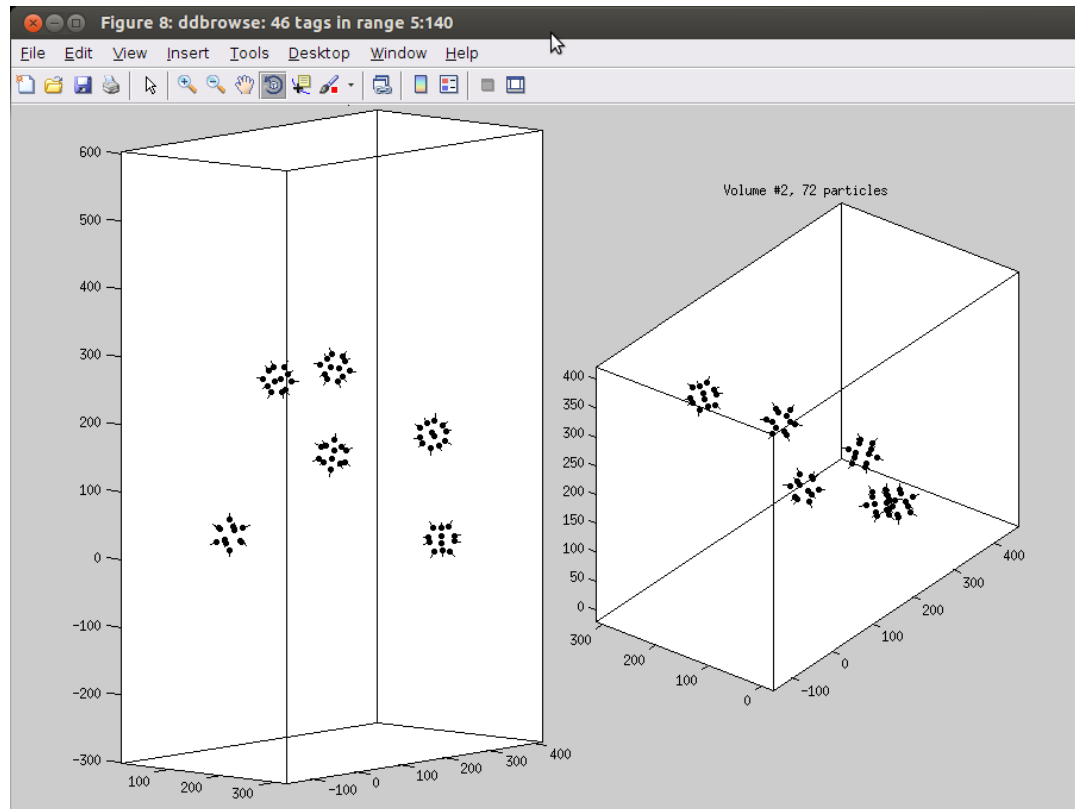 Figure 8: ddbrowse: 46 tags in range 5:140
File Edit View Insert Tools Desktop Window Help
600
500
400
300
200
100
0
-100
-200
-300
100 200 300
-100 0 100 200 300 400
Volume #2, 72 particles
400
350
300
250
200
150
100
50
0
300 200 100 0
-100 0 100 200 300 400